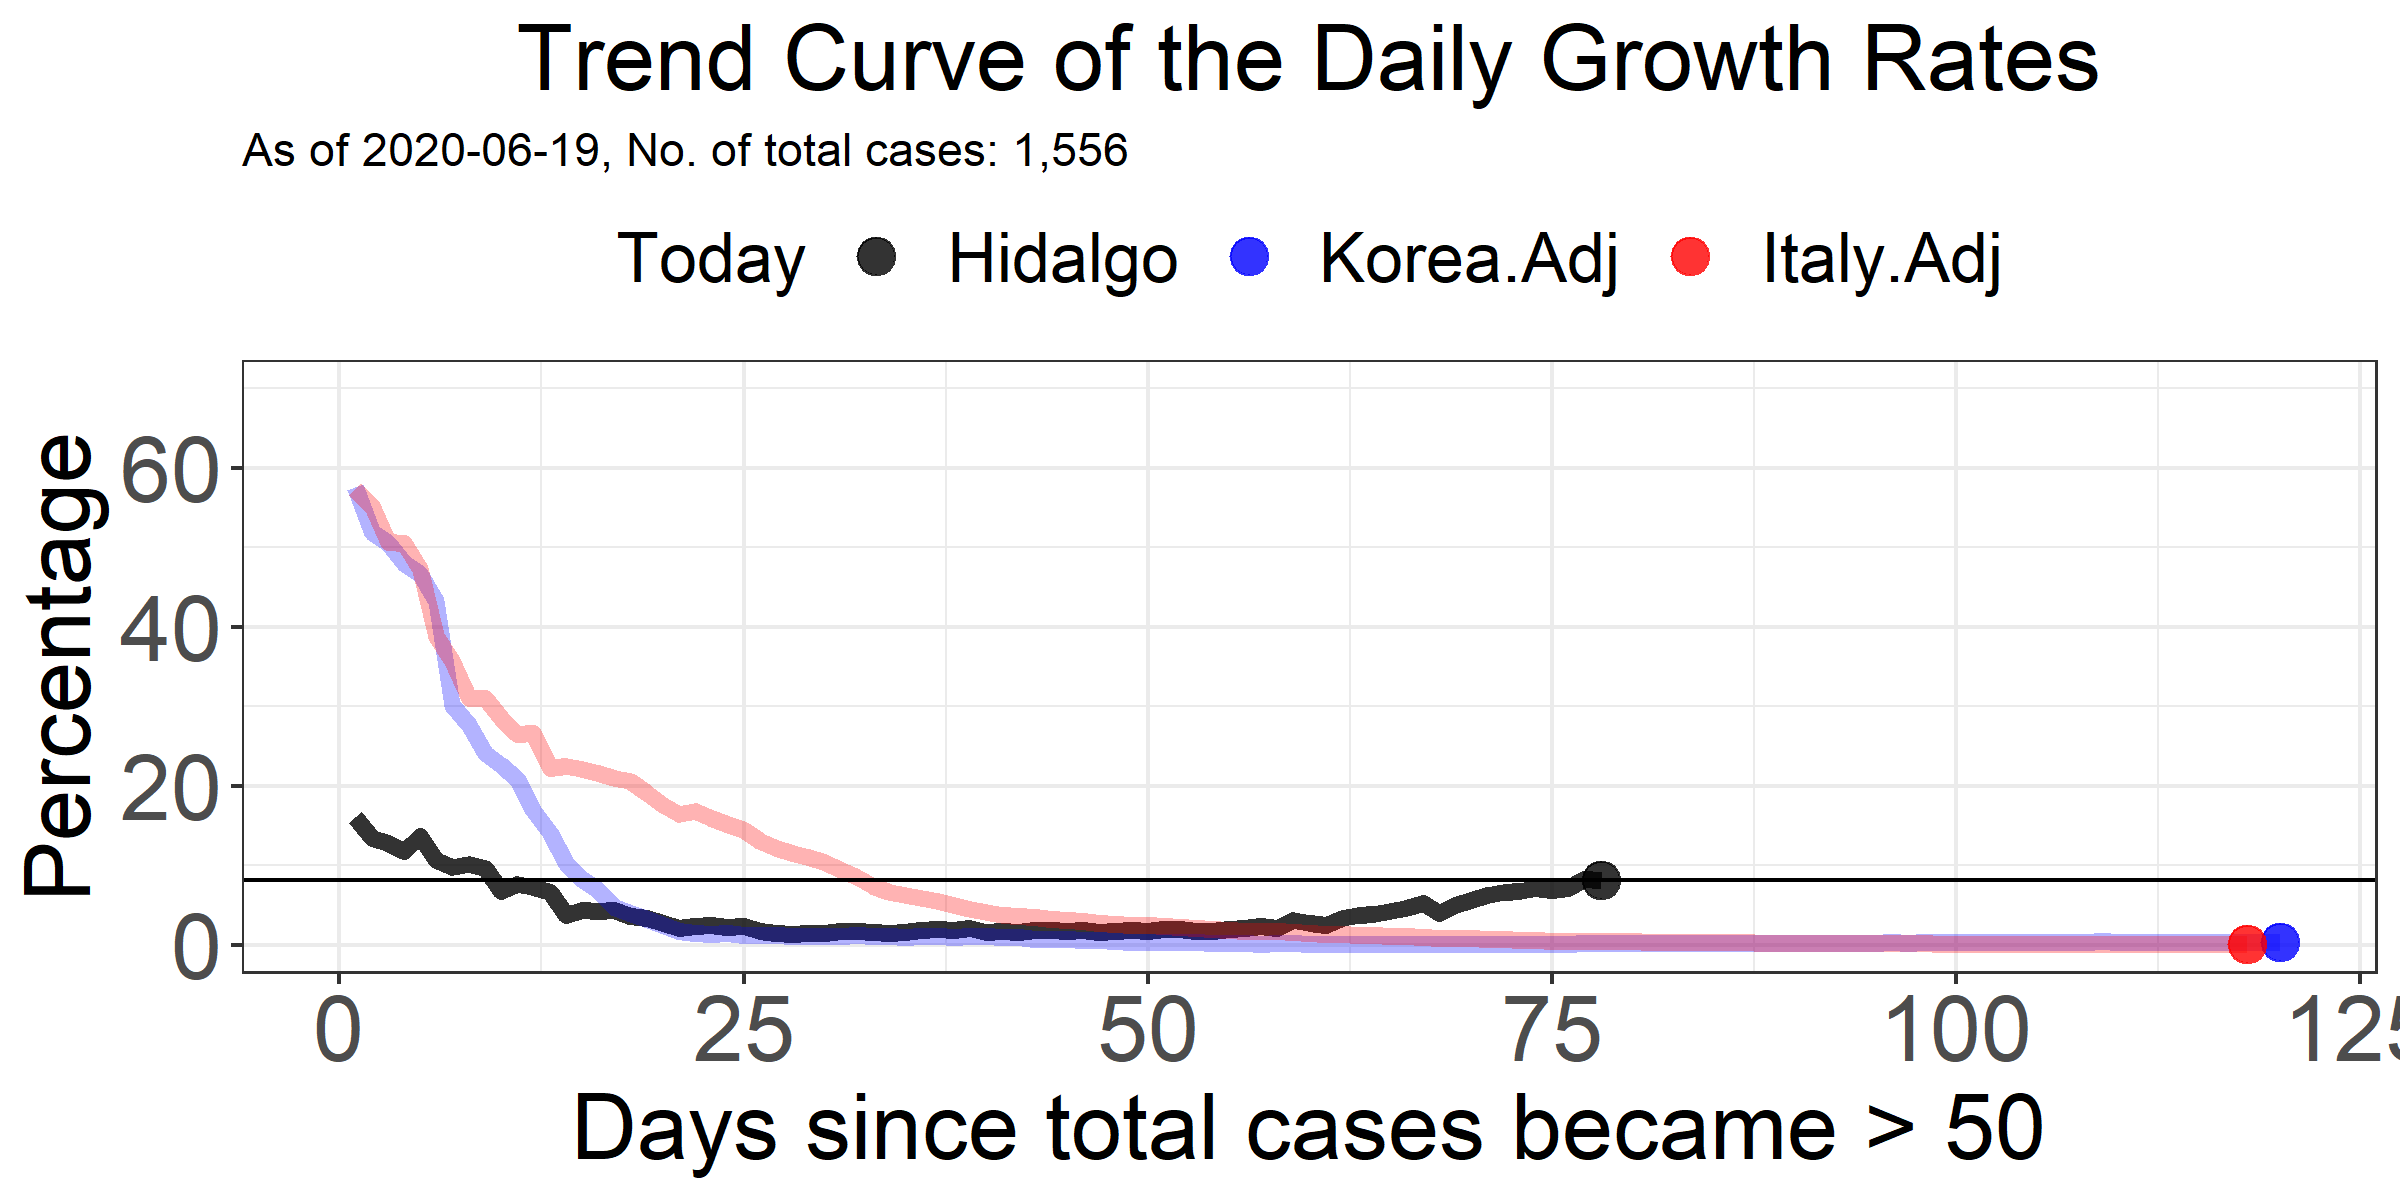 Trend Curve of the Daily Growth Rates
As of 2020-06-19, No. of total cases: 1,556
Today Hidalgo Korea.Adj Italy.Adj
Percentage
60
40
20
0
0 25 50 75 100 125
Days since total cases became > 50